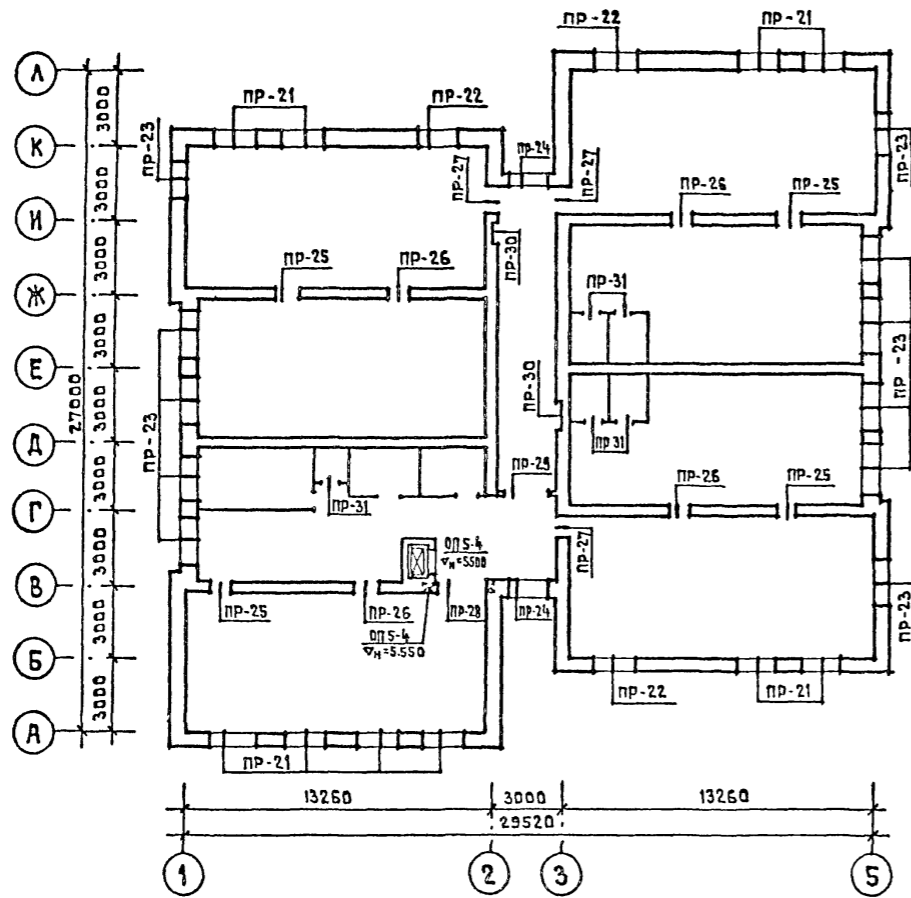 ПР-22
ПР-21
Л
3000
ПР-21
ПР-22
К
ПР-23
ПР-24
ПР-23
3000
ПР-27
ПР-27
ПР-26
ПР-25
И
ПР-30
3000
ПР-25
ПР-26
ПР-31
Ж
3000
ПР-23
Е
ПР-30
27000
3000
ПР-23
Д
ПР31
3000
ПР-29
ПР-26
ПР-25
ПР-31
Г
ОП5-4
▽н=5.500
ПР-27
3000
В
ПР-25
ПР-26
ПР-28
ПР-24
ПР-23
ОП5-4
▽н=5.550
3000
Б
ПР-22
ПР-21
3000
А
ПР-21
13260
3000
13260
29520
1
2
3
5